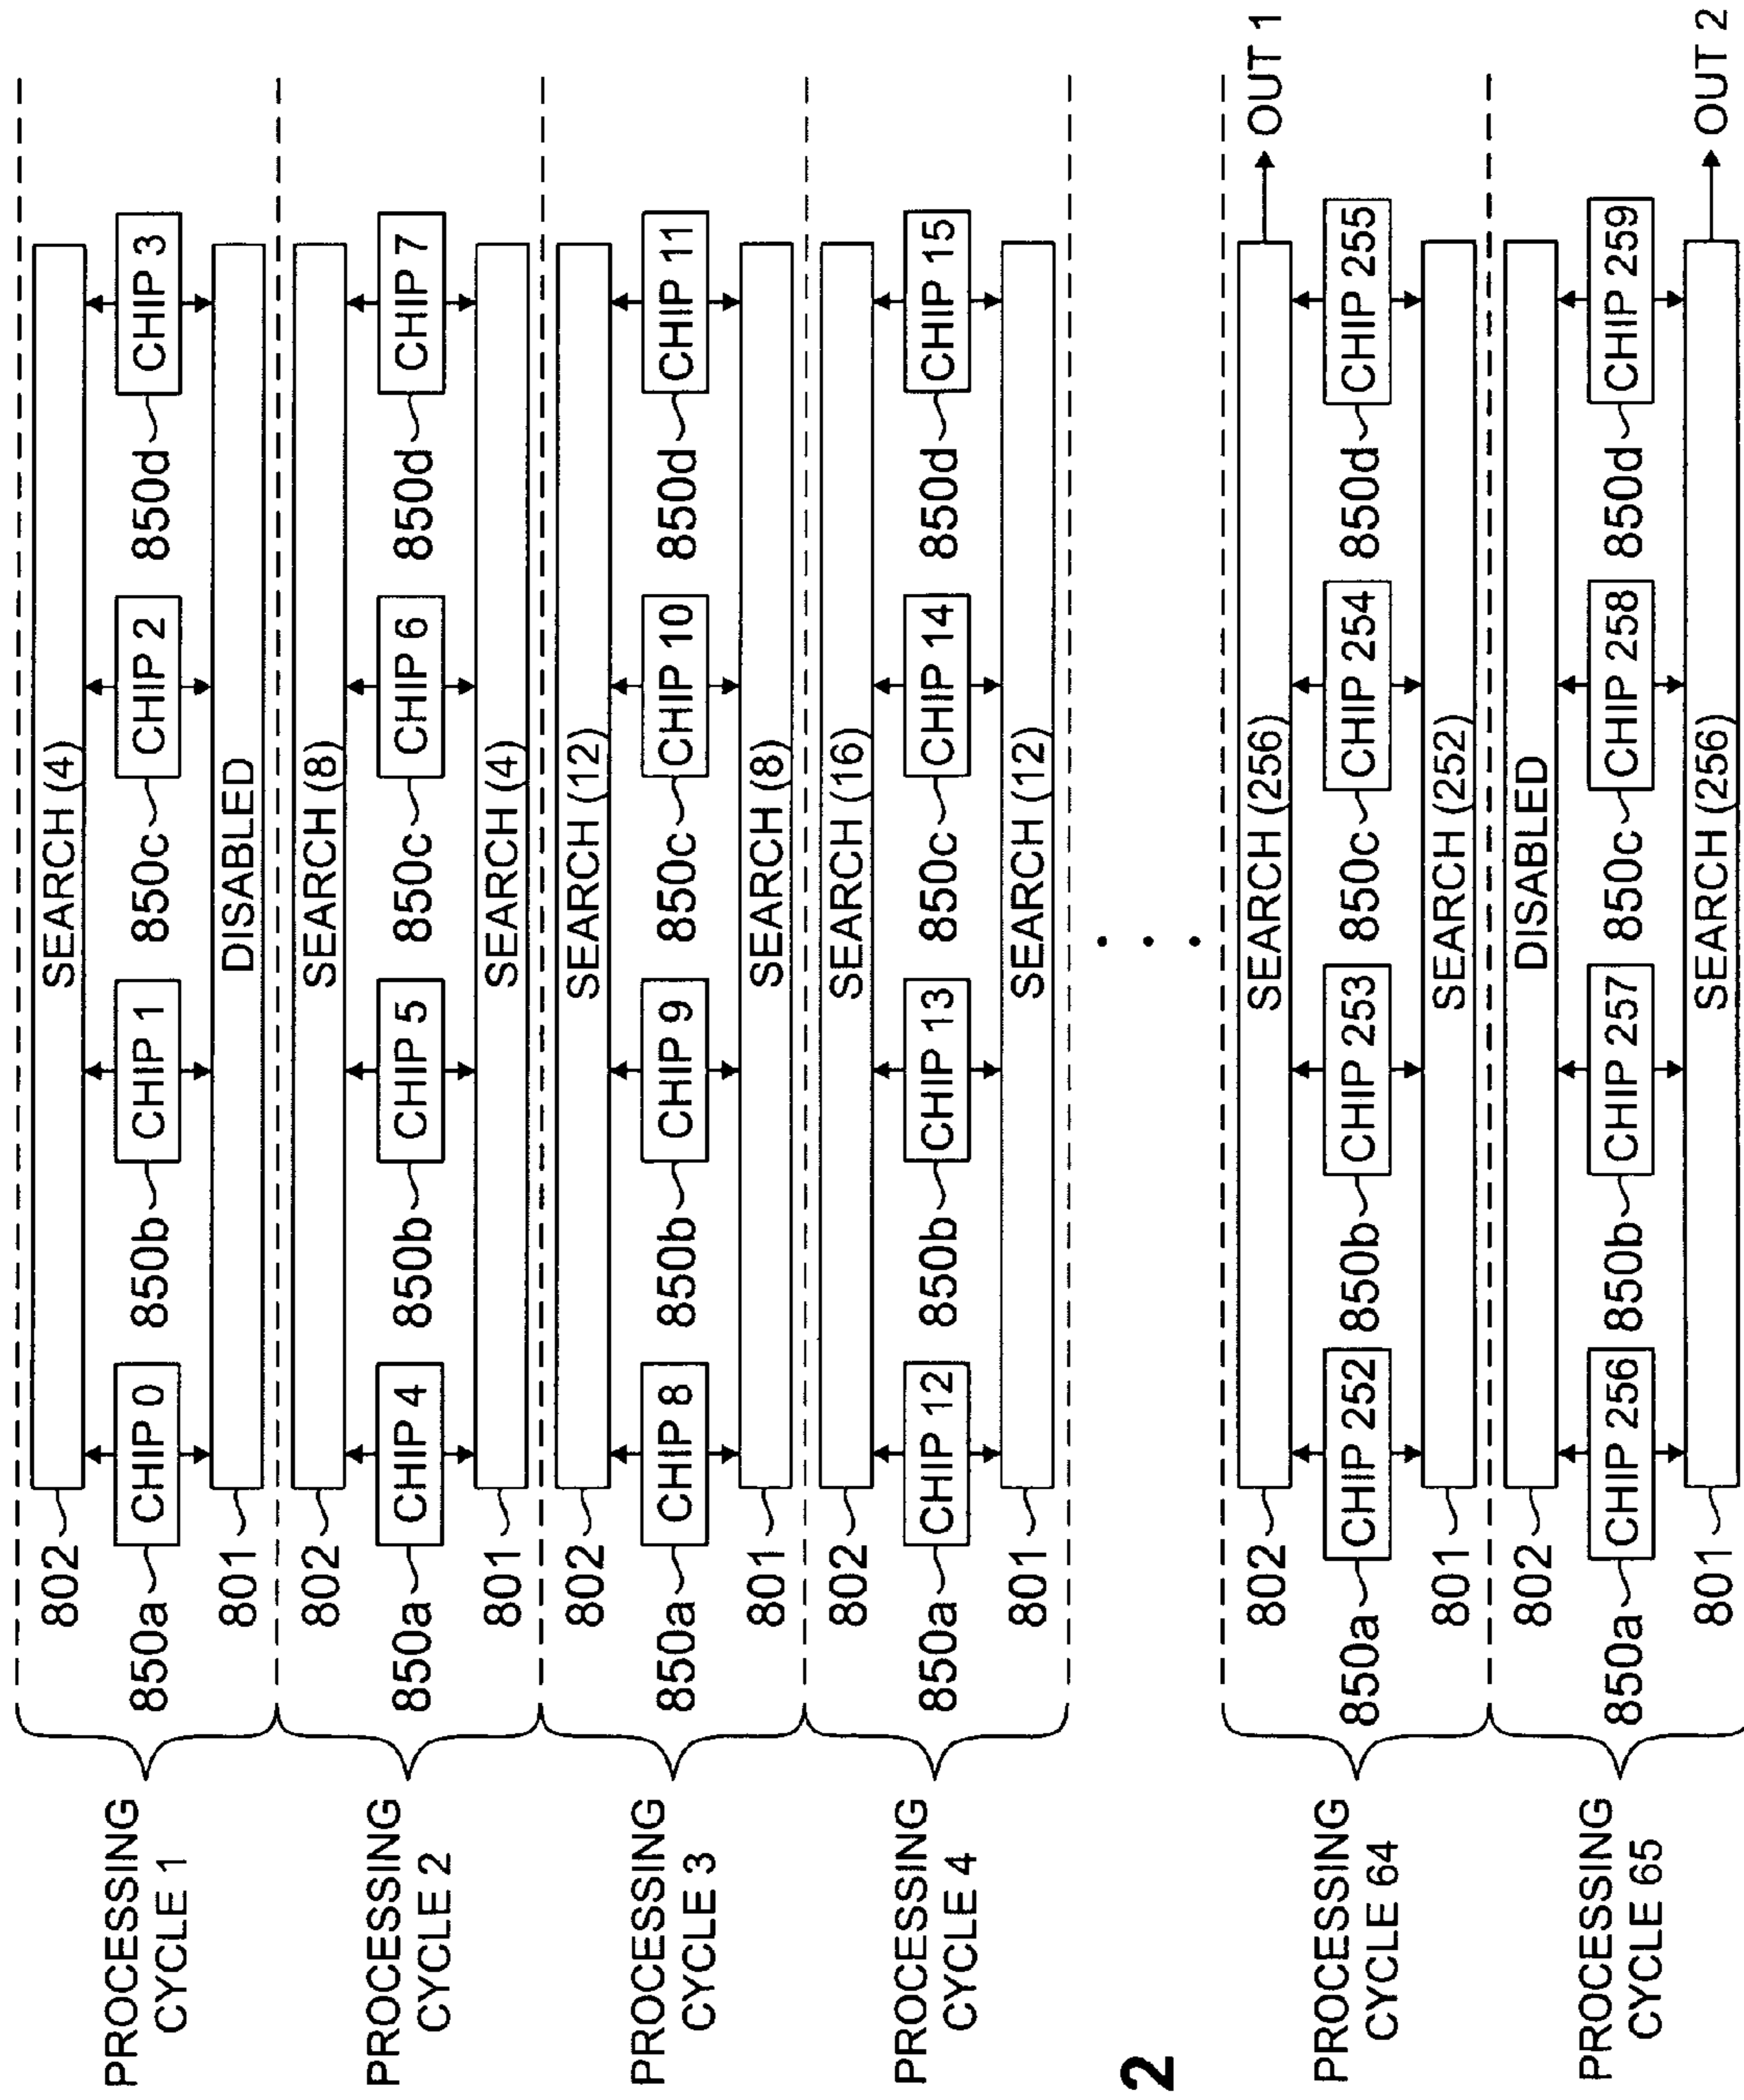 PROCESSING
CYCLE 1
802
SEARCH (4)
850a
CHIP 0
850b
CHIP 1
850c
CHIP 2
850d
CHIP 3
801
DISABLED
PROCESSING
CYCLE 2
802
SEARCH (8)
850a
CHIP 4
850b
CHIP 5
850c
CHIP 6
850d
CHIP 7
801
SEARCH (4)
PROCESSING
CYCLE 3
802
SEARCH (12)
850a
CHIP 8
850b
CHIP 9
850c
CHIP 10
850d
CHIP 11
801
SEARCH (8)
PROCESSING
CYCLE 4
802
SEARCH (16)
850a
CHIP 12
850b
CHIP 13
850c
CHIP 14
850d
CHIP 15
801
SEARCH (12)
2
. . .
PROCESSING
CYCLE 64
802
SEARCH (256)
OUT 1
850a
CHIP 252
850b
CHIP 253
850c
CHIP 254
850d
CHIP 255
801
SEARCH (252)
PROCESSING
CYCLE 65
802
DISABLED
850a
CHIP 256
850b
CHIP 257
850c
CHIP 258
850d
CHIP 259
801
SEARCH (256)
OUT 2